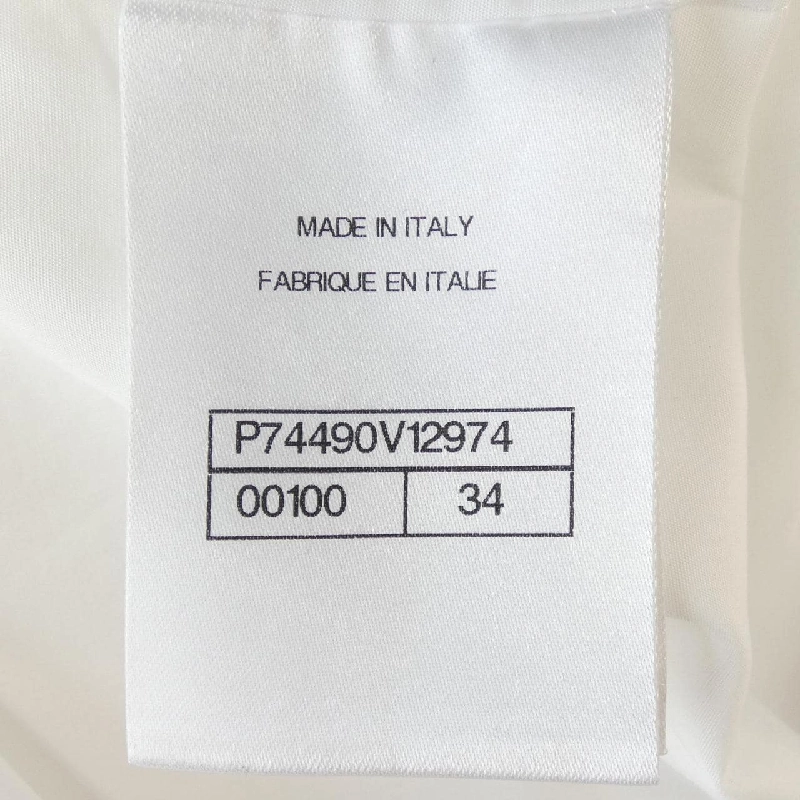 MADE IN ITALY
FABRIQUE EN ITALIE
P74490V12974
00100 34